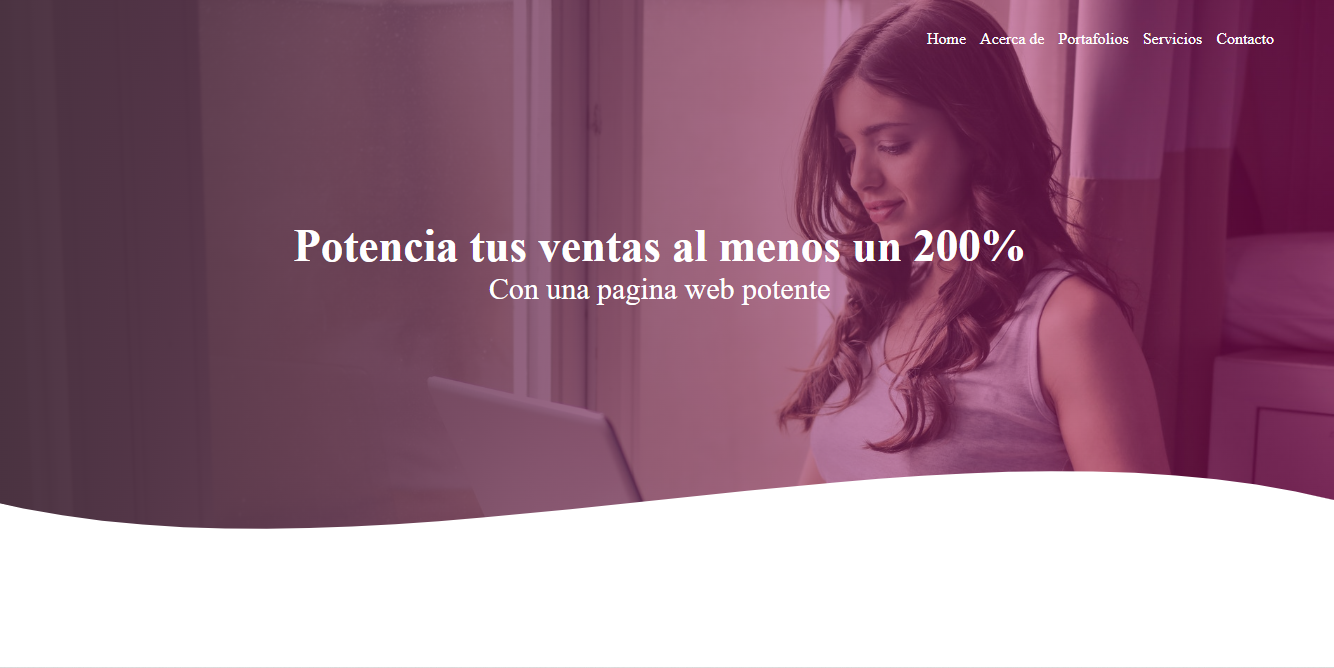 Home Acerca de Portafolios Servicios Contacto
Potencia tus ventas al menos un 200%
Con una pagina web potente